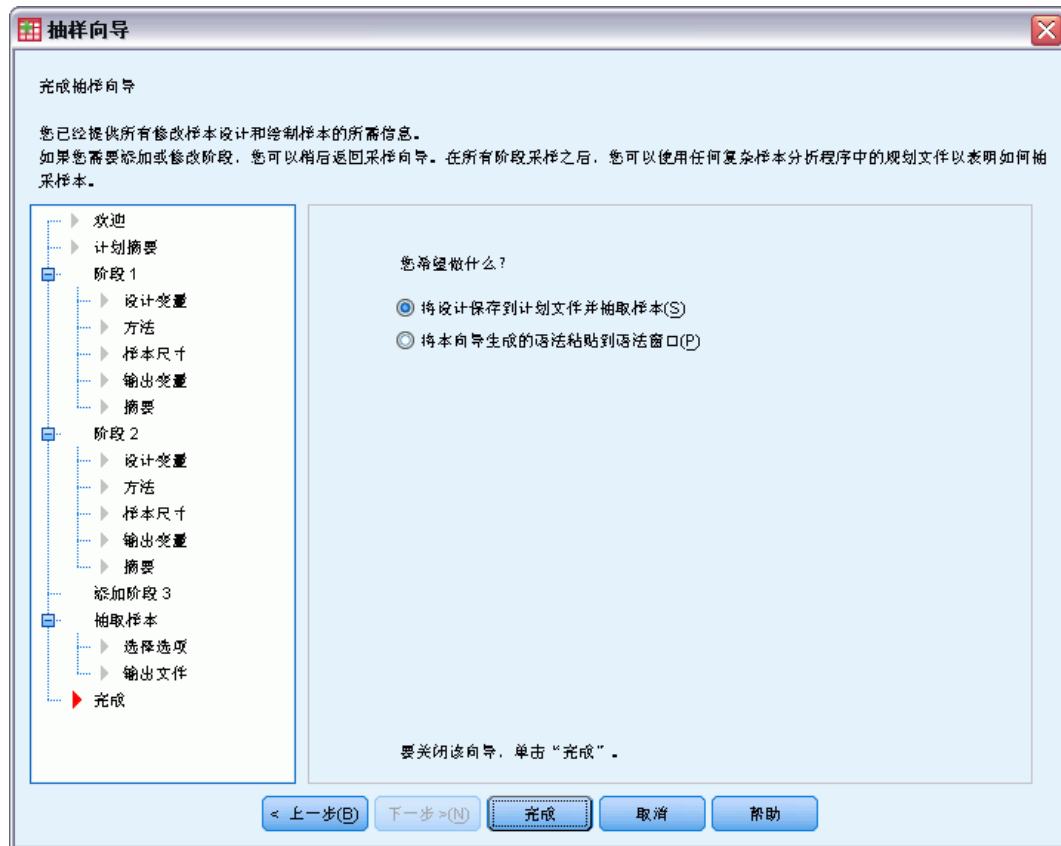 抽样向导
完成抽样向导
您已经提供所有修改样本设计和绘制样本的所需信息。
如果您需要添加或修改阶段，您可以稍后返回采样向导。在所有阶段采样之后，您可以使用任何复杂样本分析程序中的规划文件以表明如何抽
采样本。
欢迎
计划摘要
阶段 1
设计变量
方法
样本尺寸
输出变量
摘要
阶段 2
设计变量
方法
样本尺寸
输出变量
摘要
添加阶段 3
抽取样本
选择选项
输出文件
完成
您希望做什么？
将设计保存到计划文件并抽取样本(S)
将本向导生成的语法粘贴到语法窗口(P)
要关闭该向导，单击“完成”。
< 上一步(B)
下一步 >(N)
完成
取消
帮助